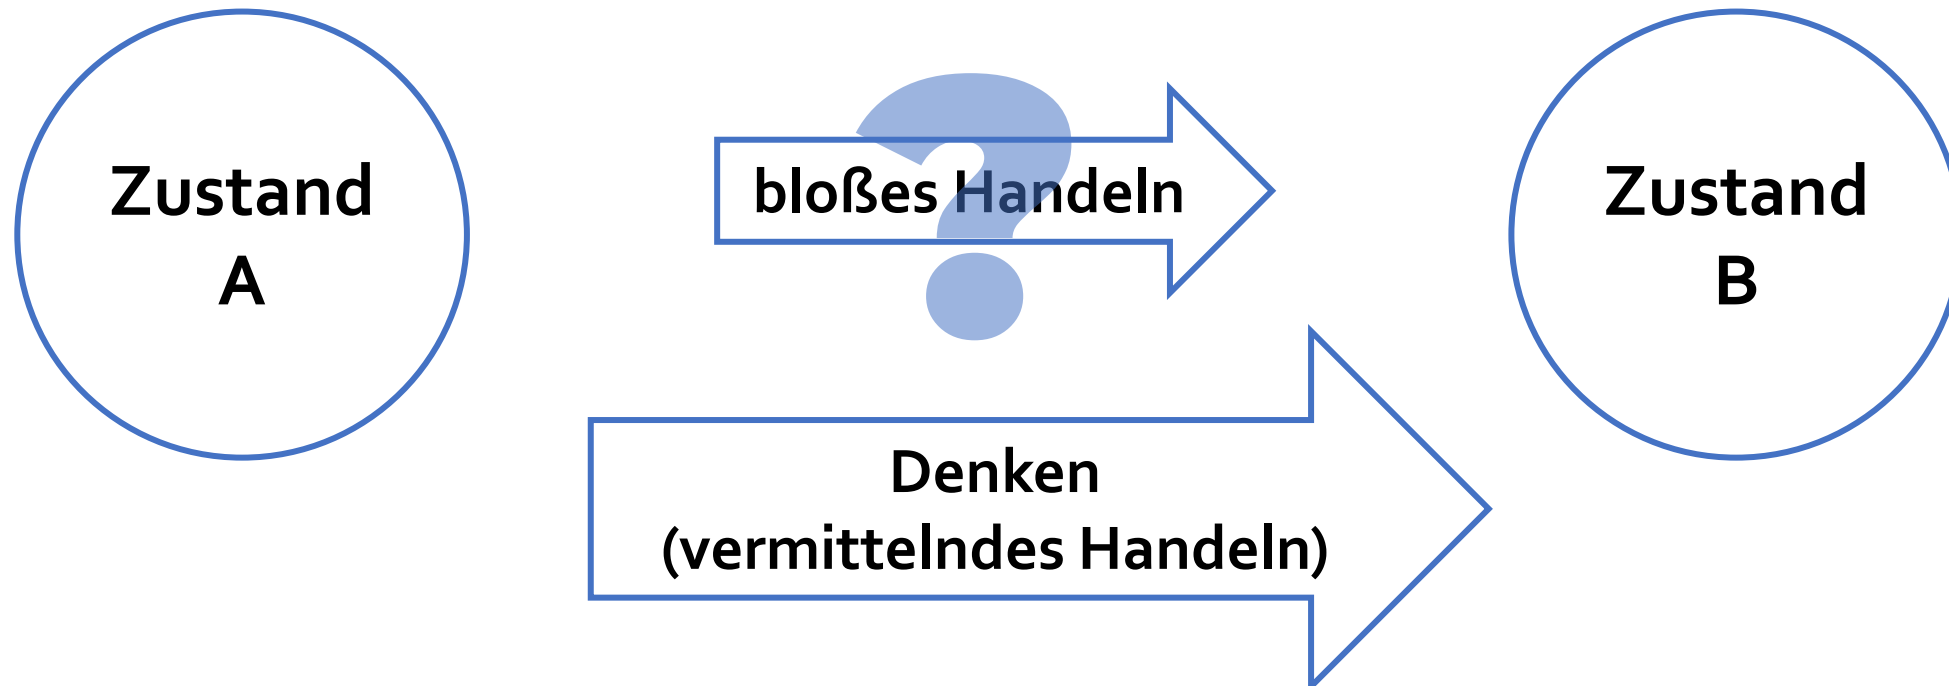 Zustand
A
?
bloßes Handeln
Zustand
B
Denken
(vermittelndes Handeln)